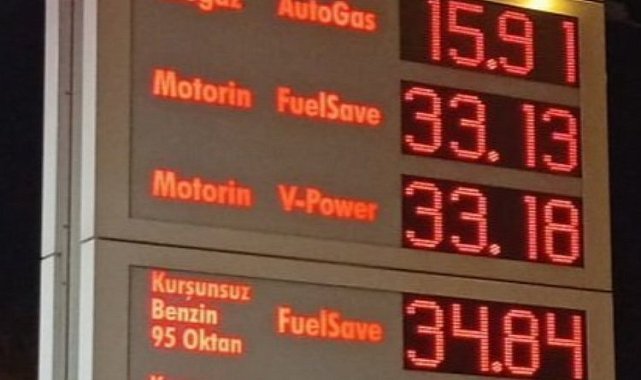 AutoGas 15.91
Motorin FuelSave 33.13
Motorin V-Power 33.18
Kurşunsuz
Benzin
95 Oktan
FuelSave 34.84